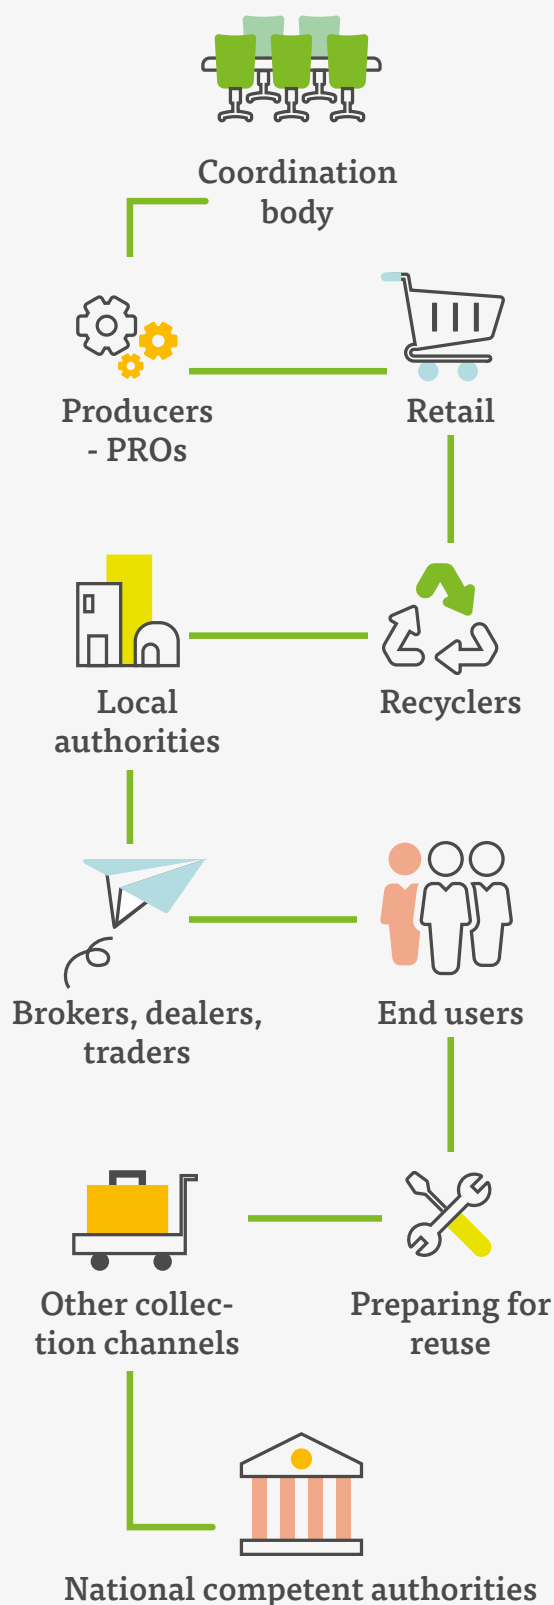 Coordination
body
Producers
- PROs
Retail
Local
authorities
Recyclers
Brokers, dealers,
traders
End users
Other collec-
tion channels
Preparing for
reuse
National competent authorities